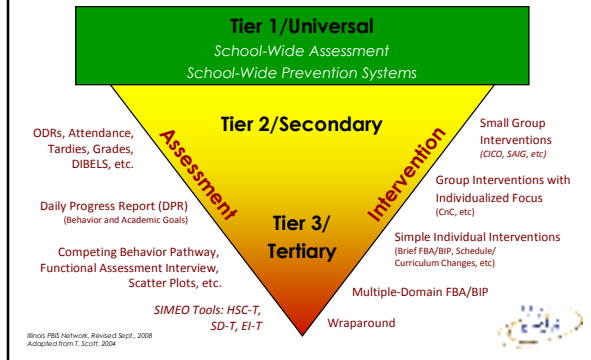 Tier 1/Universal
School-Wide Assessment
School-Wide Prevention Systems
Tier 2/Secondary
Assessment
Intervention
ODRs, Attendance,
Tardies, Grades,
DIBELS, etc.
Daily Progress Report (DPR)
(Behavior and Academic Goals)
Competing Behavior Pathway,
Functional Assessment Interview,
Scatter Plots, etc.
SIMEO Tools: HSC-T,
SD-T, EI-T
Tier 3/
Tertiary
Small Group
Interventions
(CICO, SAIG, etc)
Group Interventions with
Individualized Focus
(CnC, etc)
Simple Individual Interventions
(Brief FBA/BIP, Schedule/
Curriculum Changes, etc)
Multiple-Domain FBA/BIP
Wraparound
Illinois PBIS Network, Revised Sept., 2008
Adapted from T. Scott, 2004